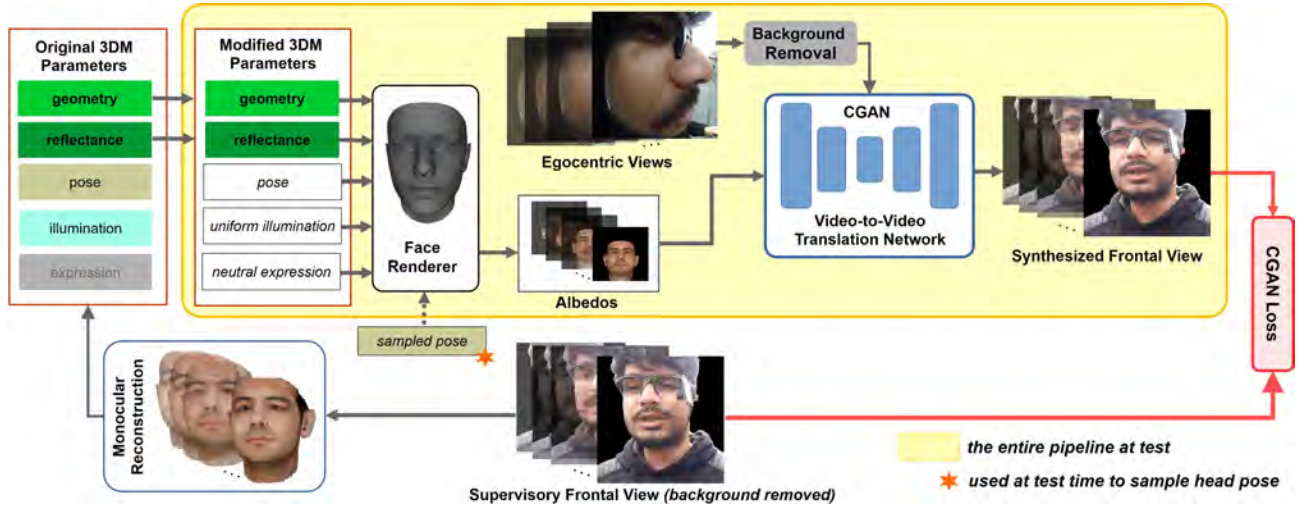 Original 3DM
Parameters
geometry
reflectance
pose
illumination
expression
Modified 3DM
Parameters
geometry
reflectance
pose
uniform illumination
neutral expression
Face
Renderer
sampled pose
Egocentric Views
Background
Removal
Albedos
CGAN
Video-to-Video
Translation Network
Synthesized Frontal View
CGAN Loss
Monocular
Reconstruction
Supervisory Frontal View (background removed)
the entire pipeline at test
used at test time to sample head pose